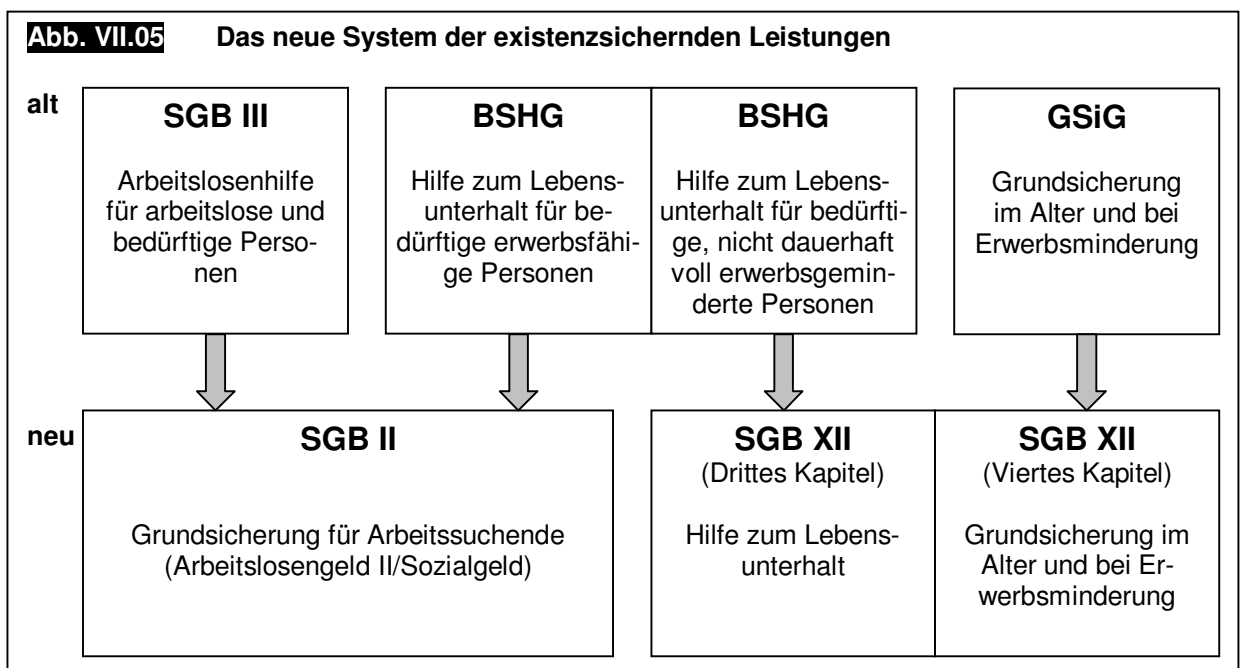 Abb. VII.05 Das neue System der existenzsichernden Leistungen
alt
SGB III
Arbeitslosenhilfe
für arbeitslose und
bedürftige Perso-
nen
BSHG
Hilfe zum Lebens-
unterhalt für be-
dürftige erwerbsfähi-
ge Personen
BSHG
Hilfe zum Lebens-
unterhalt für bedürfti-
ge, nicht dauerhaft
voll erwerbsgemin-
derte Personen
GSiG
Grundsicherung
im Alter und bei
Erwerbsminderung
neu
SGB II
Grundsicherung für Arbeitssuchende
(Arbeitslosengeld II/Sozialgeld)
SGB XII
(Drittes Kapitel)
Hilfe zum Lebens-
unterhalt
SGB XII
(Viertes Kapitel)
Grundsicherung im
Alter und bei Er-
werbsminderung